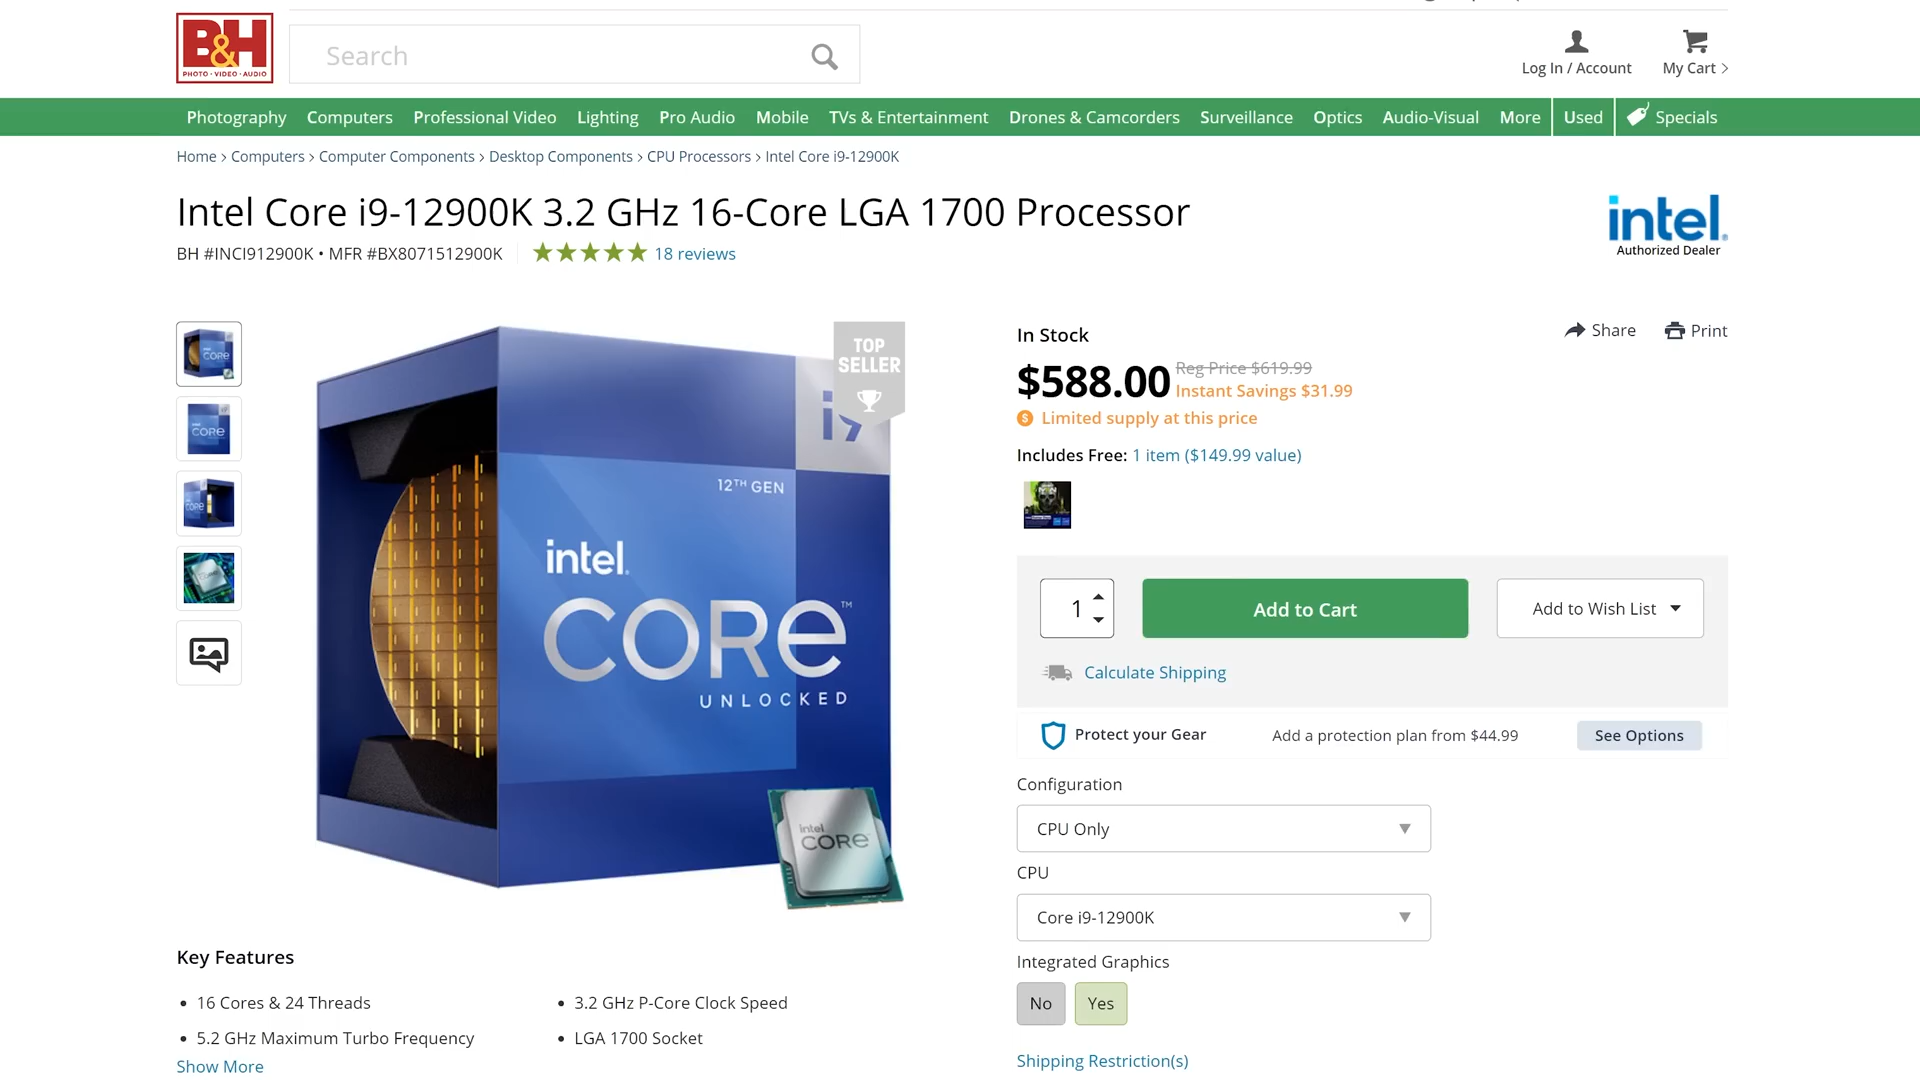 B&H
PHOTO · VIDEO · AUDIO
Search
Log In / Account
My Cart
Photography Computers Professional Video Lighting Pro Audio Mobile TVs & Entertainment Drones & Camcorders Surveillance Optics Audio-Visual More Used Specials
Home › Computers › Computer Components › Desktop Components › CPU Processors › Intel Core i9-12900K
Intel Core i9-12900K 3.2 GHz 16-Core LGA 1700 Processor
BH #INCI912900K • MFR #BX8071512900K
18 reviews
intel.
Authorized Dealer
TOP
SELLER
i9
12TH GEN
intel.
CORE™
UNLOCKED
intel
CORE
In Stock
Share
Print
$588.00
Reg Price $619.99
Instant Savings $31.99
Limited supply at this price
Includes Free: 1 item ($149.99 value)
1
Add to Cart
Add to Wish List
Calculate Shipping
Protect your Gear
Add a protection plan from $44.99
See Options
Configuration
CPU Only
CPU
Core i9-12900K
Integrated Graphics
No
Yes
Shipping Restriction(s)
Key Features
• 16 Cores & 24 Threads
• 3.2 GHz P-Core Clock Speed
• 5.2 GHz Maximum Turbo Frequency
• LGA 1700 Socket
Show More